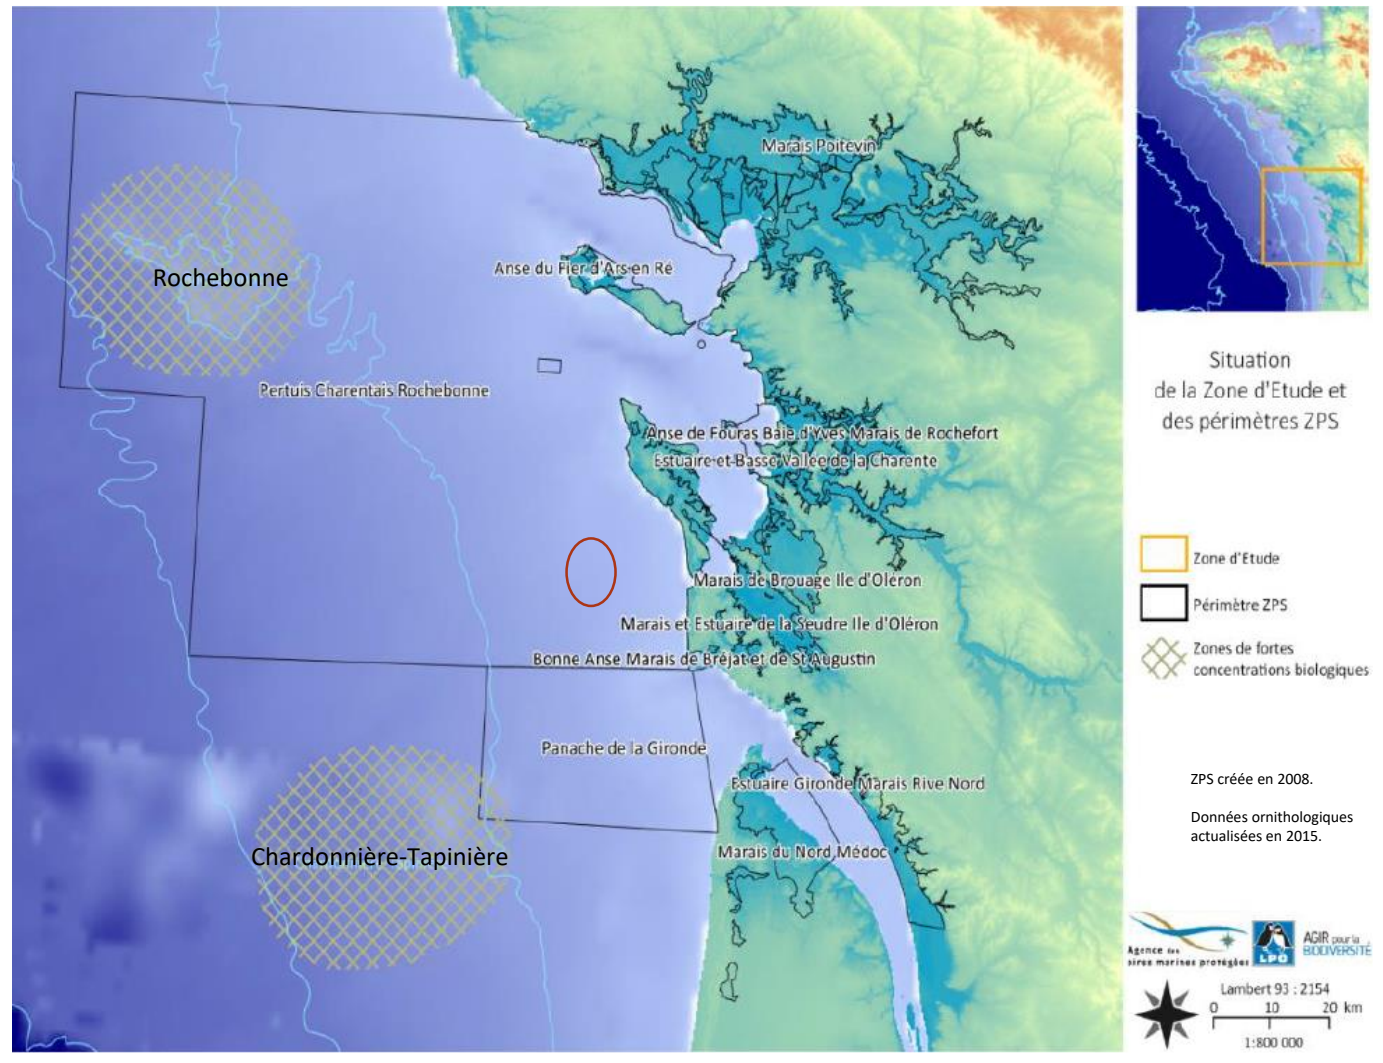 Marais Poitevin
Anse du Fier d'Ars en Ré
Rochebonne
Pertuis Charentais Rochebonne
Anse de Fouras Baie d'Yves Marais de Rochefort
Estuaire et Basse Vallée de la Charente
Marais de Brouage Ile d'Oléron
Marais et Estuaire de la Seudre Ile d'Oléron
Bonne Anse Marais de Bréjat et de St Augustin
Panache de la Gironde
Estuaire Gironde Marais Rive Nord
Chardonnière-Tapinière
Marais du Nord Médoc
Situation
de la Zone d'Etude et
des périmètres ZPS
Zone d'Etude
Périmètre ZPS
Zones de fortes
concentrations biologiques
ZPS créée en 2008.
Données ornithologiques
actualisées en 2015.
Agence des
aires marines protégées
LPO
AGIR pour la
BIODIVERSITÉ
Lambert 93 : 2154
0 10 20 km
1:800 000